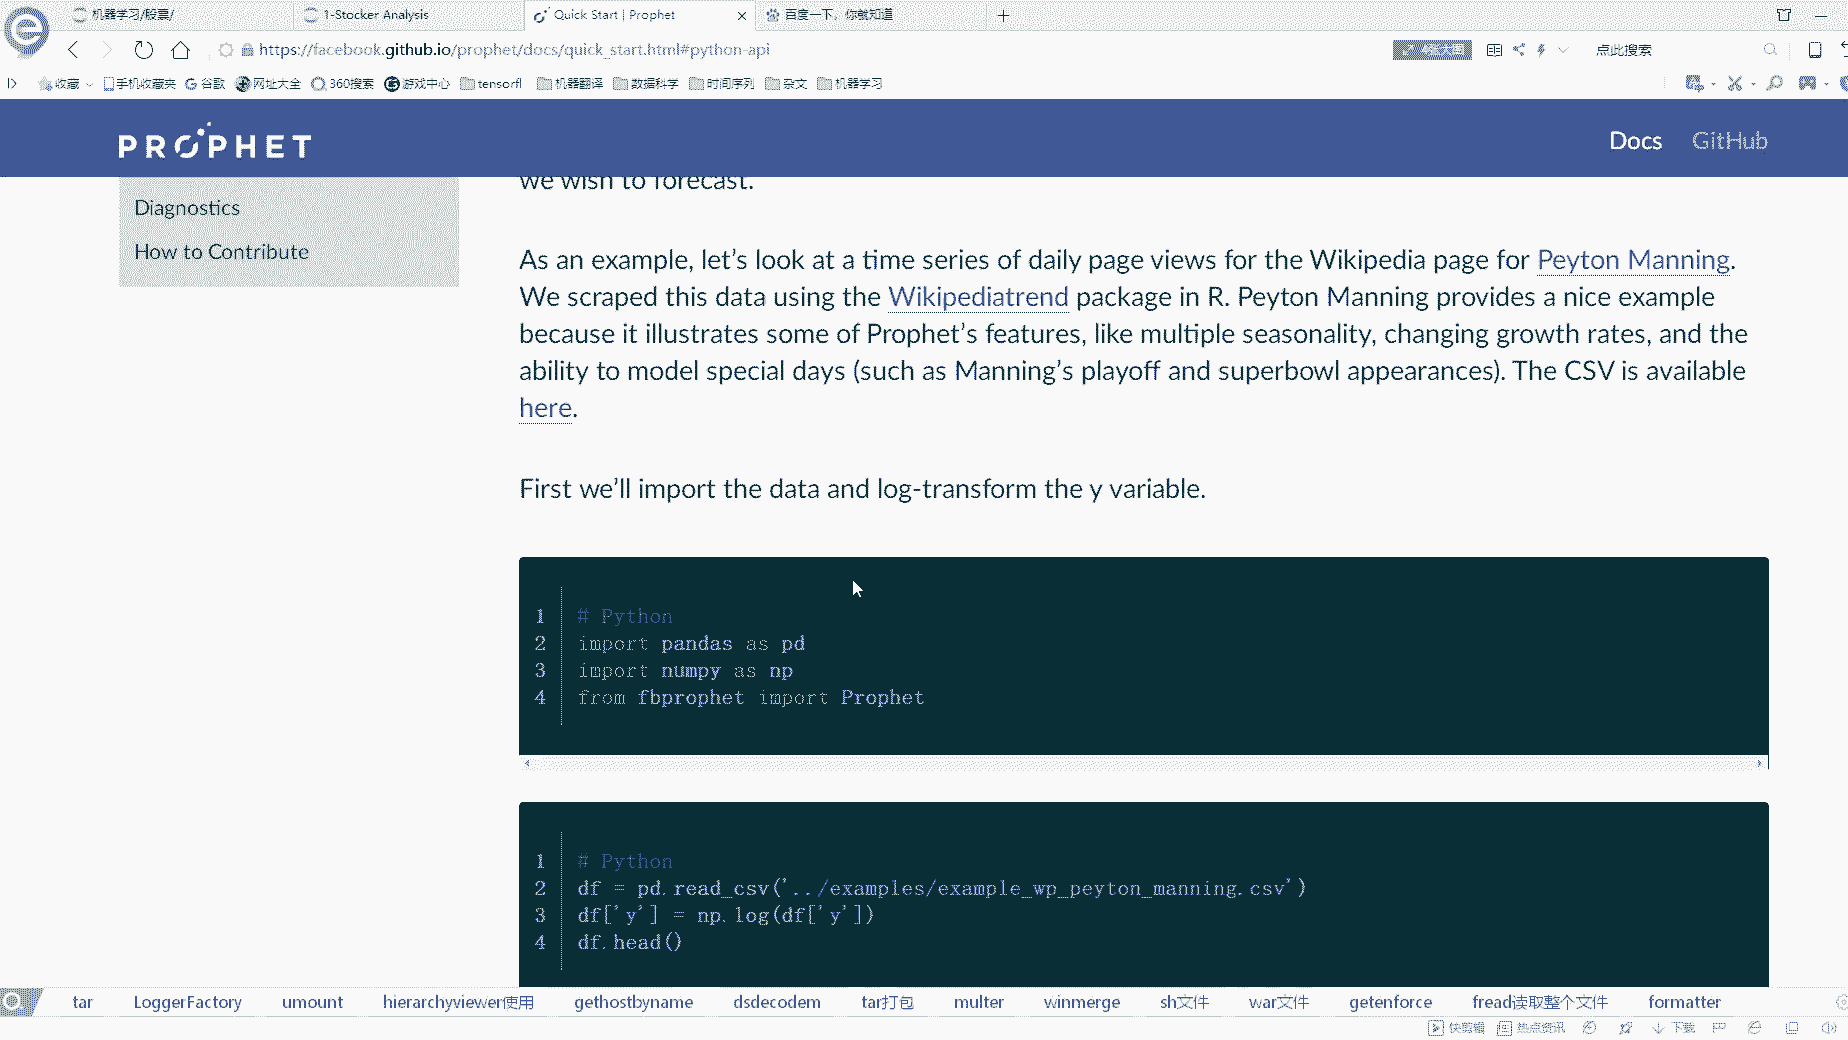 机器学习/股票/
1-Stocker Analysis
Quick Start | Prophet
百度一下，你就知道
https://facebook.github.io/prophet/docs/quick_start.html#python-api
点此搜索
收藏 手机收藏夹 谷歌 网址大全 360搜索 游戏中心 tensorfl 机器翻译 数据科学 时间序列 杂文 机器学习
PROPHET
Docs GitHub
we wish to forecast.
Diagnostics
How to Contribute
As an example, let’s look at a time series of daily page views for the Wikipedia page for Peyton Manning.
We scraped this data using the Wikipediatrend package in R. Peyton Manning provides a nice example
because it illustrates some of Prophet’s features, like multiple seasonality, changing growth rates, and the
ability to model special days (such as Manning’s playoff and superbowl appearances). The CSV is available
here.
First we’ll import the data and log-transform the y variable.
1 # Python
2 import pandas as pd
3 import numpy as np
4 from fbprophet import Prophet
1 # Python
2 df = pd.read_csv('../examples/example_wp_peyton_manning.csv')
3 df['y'] = np.log(df['y'])
4 df.head()
tar LoggerFactory umount hierarchyviewer使用 gethostbyname dsdecodem tar打包 multer winmerge sh文件 war文件 getenforce fread读取整个文件 formatter
快剪辑 热点资讯 下载